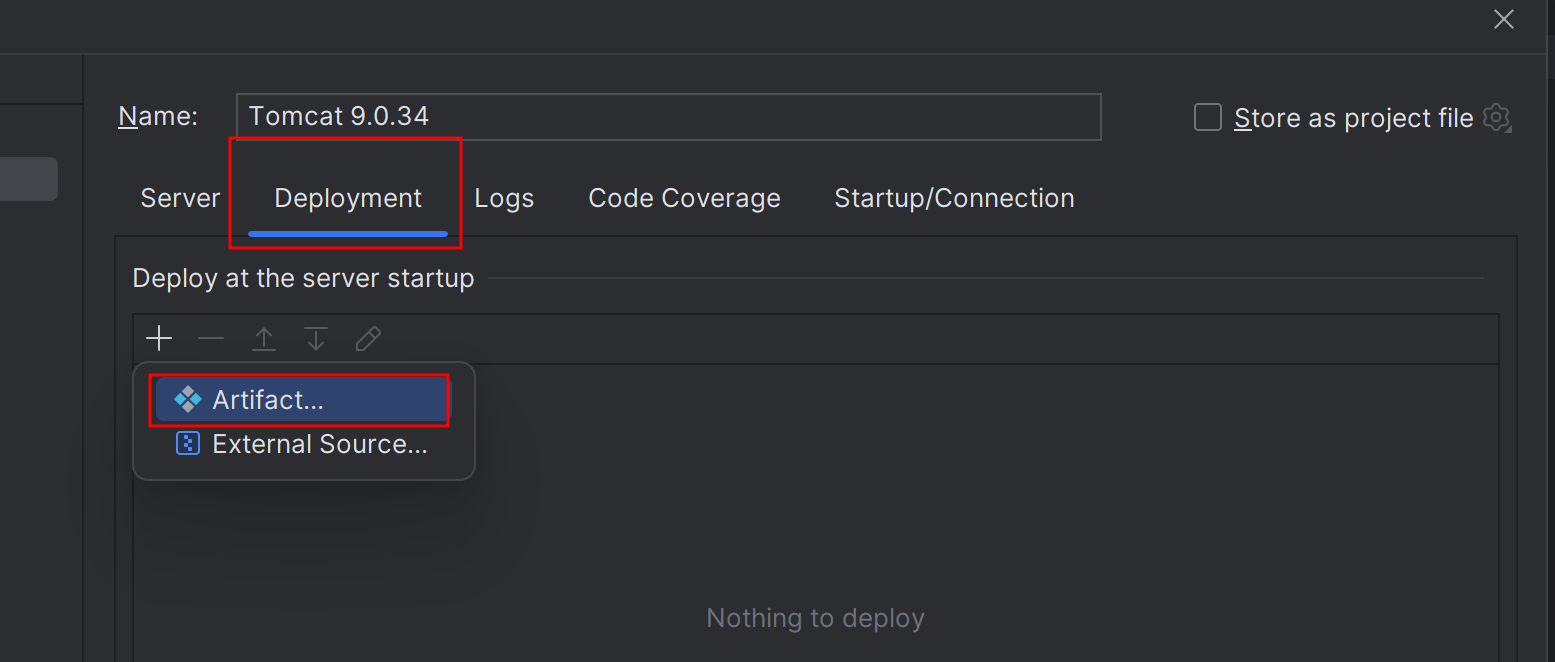 Name: Tomcat 9.0.34 Store as project file
Server Deployment Logs Code Coverage Startup/Connection
Deploy at the server startup
Artifact...
External Source...
Nothing to deploy